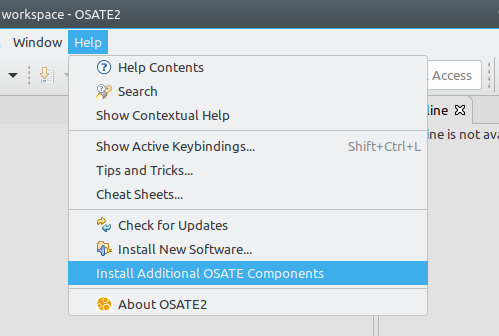 workspace - OSATE2
Window Help
Help Contents
Search
Show Contextual Help
Show Active Keybindings... Shift+Ctrl+L
Tips and Tricks...
Cheat Sheets...
Check for Updates
Install New Software...
Install Additional OSATE Components
About OSATE2
Access
line
ine is not ava